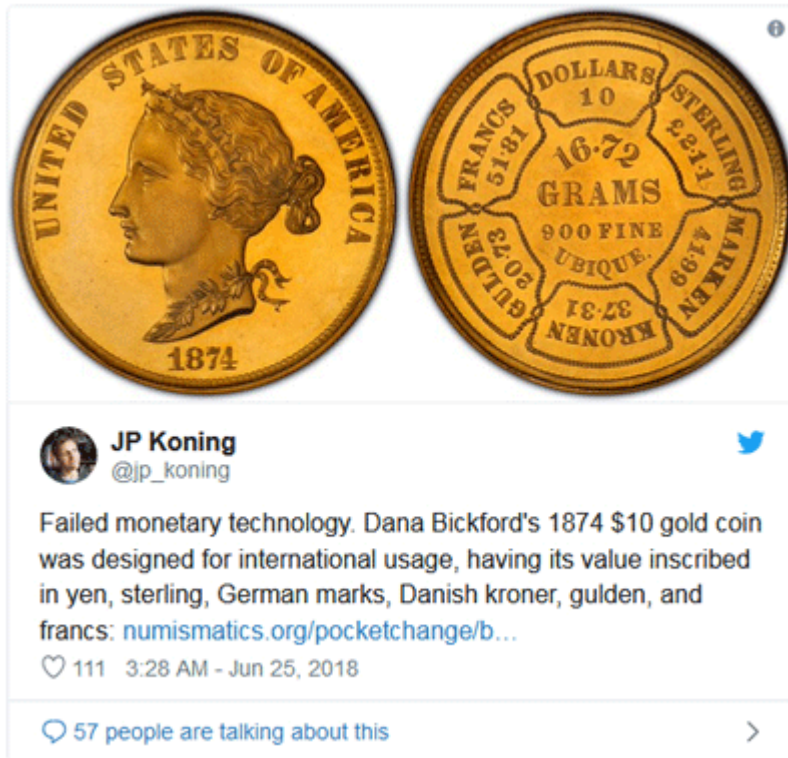 UNITED STATES OF AMERICA
1874
DOLLARS
10
STERLING
£2·1·1
MARKEN
41·99
KRONEN
37·31
GULDEN
20·73
FRANCS
51·81
16·72
GRAMS
900 FINE
UBIQUE.
JP Koning
@jp_koning
Failed monetary technology. Dana Bickford's 1874 $10 gold coin
was designed for international usage, having its value inscribed
in yen, sterling, German marks, Danish kroner, gulden, and
francs: numismatics.org/pocketchange/b…
111 3:28 AM - Jun 25, 2018
57 people are talking about this